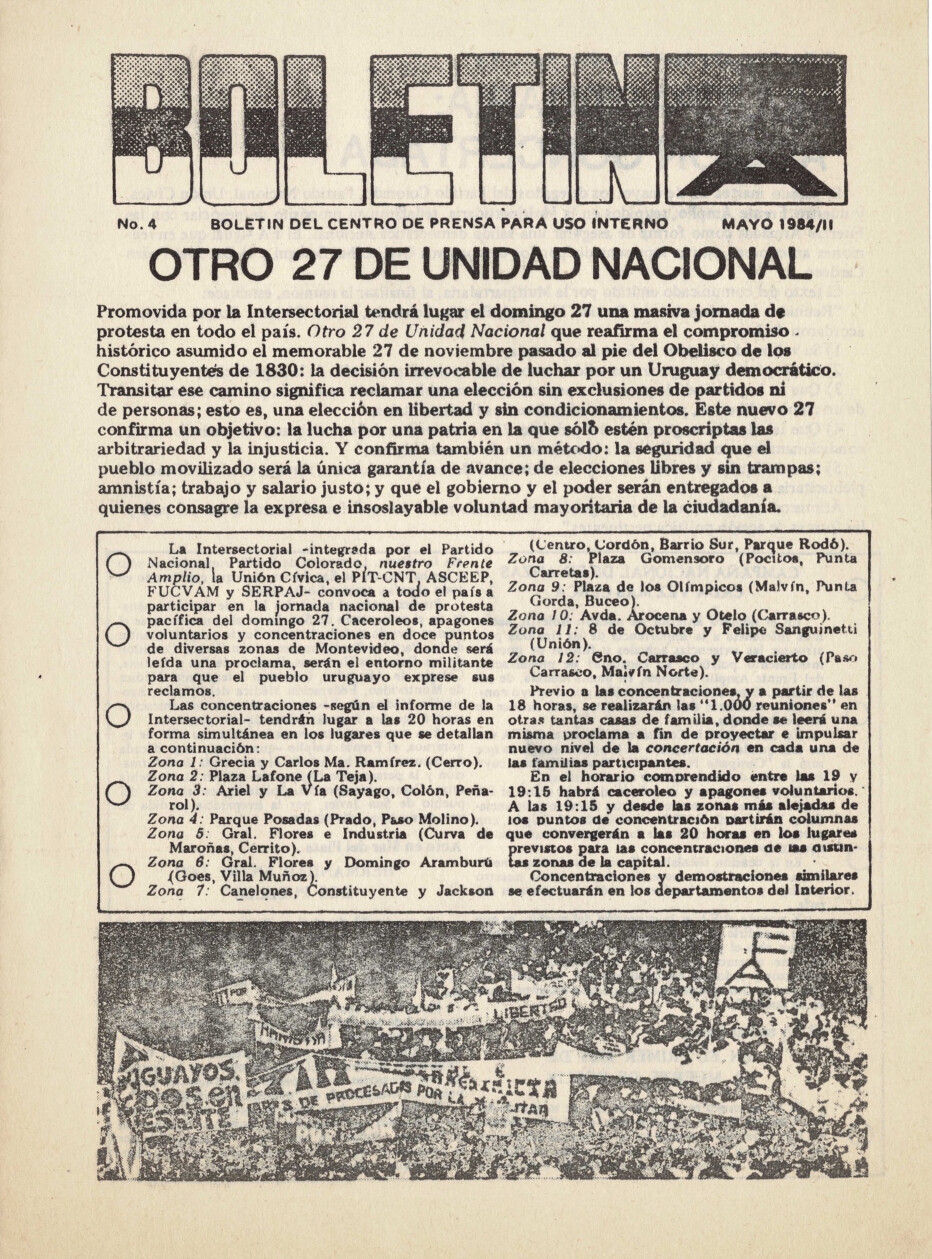 BOLETIN
No. 4 BOLETIN DEL CENTRO DE PRENSA PARA USO INTERNO MAYO 1984/II
OTRO 27 DE UNIDAD NACIONAL
Promovida por la Intersectorial tendrá lugar el domingo 27 una masiva jornada de
protesta en todo el país. Otro 27 de Unidad Nacional que reafirma el compromiso
histórico asumido el memorable 27 de noviembre pasado al pie del Obelisco de los
Constituyentes de 1830: la decisión irrevocable de luchar por un Uruguay democrático.
Transitar ese camino significa reclamar una elección sin exclusiones de partidos ni
de personas; esto es, una elección en libertad y sin condicionamientos. Este nuevo 27
confirma un objetivo: la lucha por una patria en la que sólo estén proscriptas las
arbitrariedad y la injusticia. Y confirma también un método: la seguridad que el
pueblo movilizado será la única garantía de avance; de elecciones libres y sin trampas;
amnistía; trabajo y salario justo; y que el gobierno y el poder serán entregados a
quienes consagre la expresa e insoslayable voluntad mayoritaria de la ciudadanía.
La Intersectorial -integrada por el Partido
Nacional, Partido Colorado, nuestro Frente
Amplio, la Unión Cívica, el PIT-CNT, ASCEEP,
FUCVAM y SERPAJ- convoca a todo el país a
participar en la jornada nacional de protesta
pacífica del domingo 27. Caceroleos, apagones
voluntarios y concentraciones en doce puntos
de diversas zonas de Montevideo, donde será
leída una proclama, serán el entorno militante
para que el pueblo uruguayo exprese sus
reclamos.
Las concentraciones -según el informe de la
Intersectorial- tendrán lugar a las 20 horas en
forma simultánea en los lugares que se detallan
a continuación:
Zona 1: Grecia y Carlos Ma. Ramírez. (Cerro).
Zona 2: Plaza Lafone (La Teja).
Zona 3: Ariel y La Vía (Sayago, Colón, Peña-
rol).
Zona 4: Parque Posadas (Prado, Paso Molino).
Zona 5: Gral. Flores e Industria (Curva de
Maroñas, Cerrito).
Zona 6: Gral. Flores y Domingo Aramburú
(Goes, Villa Muñoz).
Zona 7: Canelones, Constituyente y Jackson
(Centro, Cordón, Barrio Sur, Parque Rodó).
Zona 8: Plaza Gomensoro (Pocitos, Punta
Carretas).
Zona 9: Plaza de los Olímpicos (Malvín, Punta
Gorda, Buceo).
Zona 10: Avda. Arocena y Otelo (Carrasco).
Zona 11: 8 de Octubre y Felipe Sanguinetti
(Unión).
Zona 12: Cno. Carrasco y Veracierto (Paso
Carrasco, Malvín Norte).
Previo a las concentraciones, y a partir de las
18 horas, se realizarán las "1.000 reuniones" en
otras tantas casas de familia, donde se leerá una
misma proclama a fin de proyectar e impulsar
nuevo nivel de la concertación en cada una de
las familias participantes.
En el horario comprendido entre las 19 y
19:15 habrá caceroleo y apagones voluntarios.
A las 19:15 y desde las zonas más alejadas de
los puntos de concentración partirán columnas
que convergerán a las 20 horas en los lugares
previstos para las concentraciones de las distin-
tas zonas de la capital.
Concentraciones y demostraciones similares
se efectuarán en los departamentos del Interior.
POR
LIBERTAD
GUAYOS
DE PROCESADOS POR LA